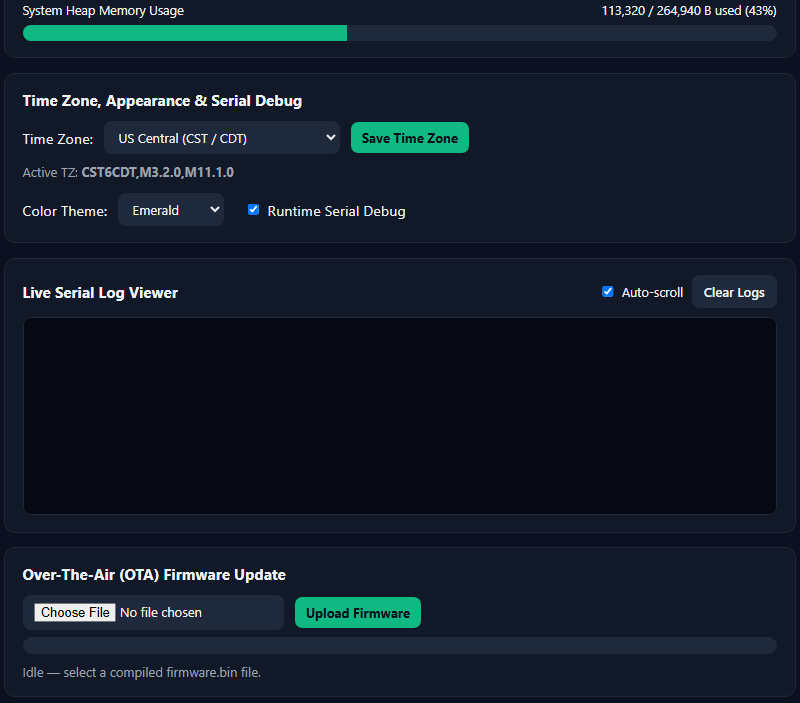 System Heap Memory Usage 113,320 / 264,940 B used (43%)
Time Zone, Appearance & Serial Debug
Time Zone: US Central (CST / CDT) Save Time Zone
Active TZ: CST6CDT,M3.2.0,M11.1.0
Color Theme: Emerald Runtime Serial Debug
Live Serial Log Viewer Auto-scroll Clear Logs
Over-The-Air (OTA) Firmware Update
Choose File No file chosen Upload Firmware
Idle — select a compiled firmware.bin file.